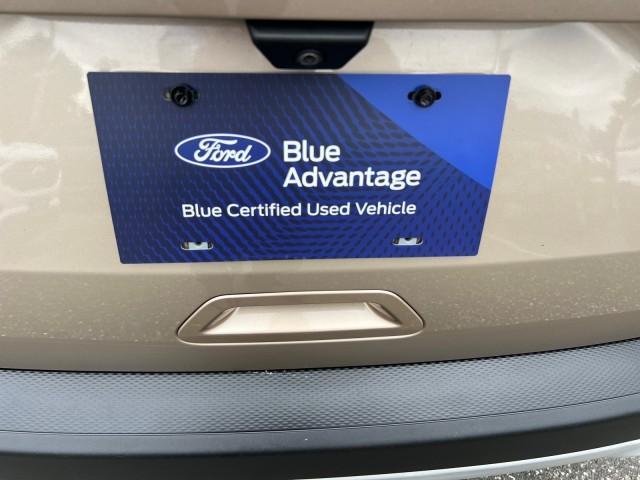 Ford
Blue
Advantage
Blue Certified Used Vehicle